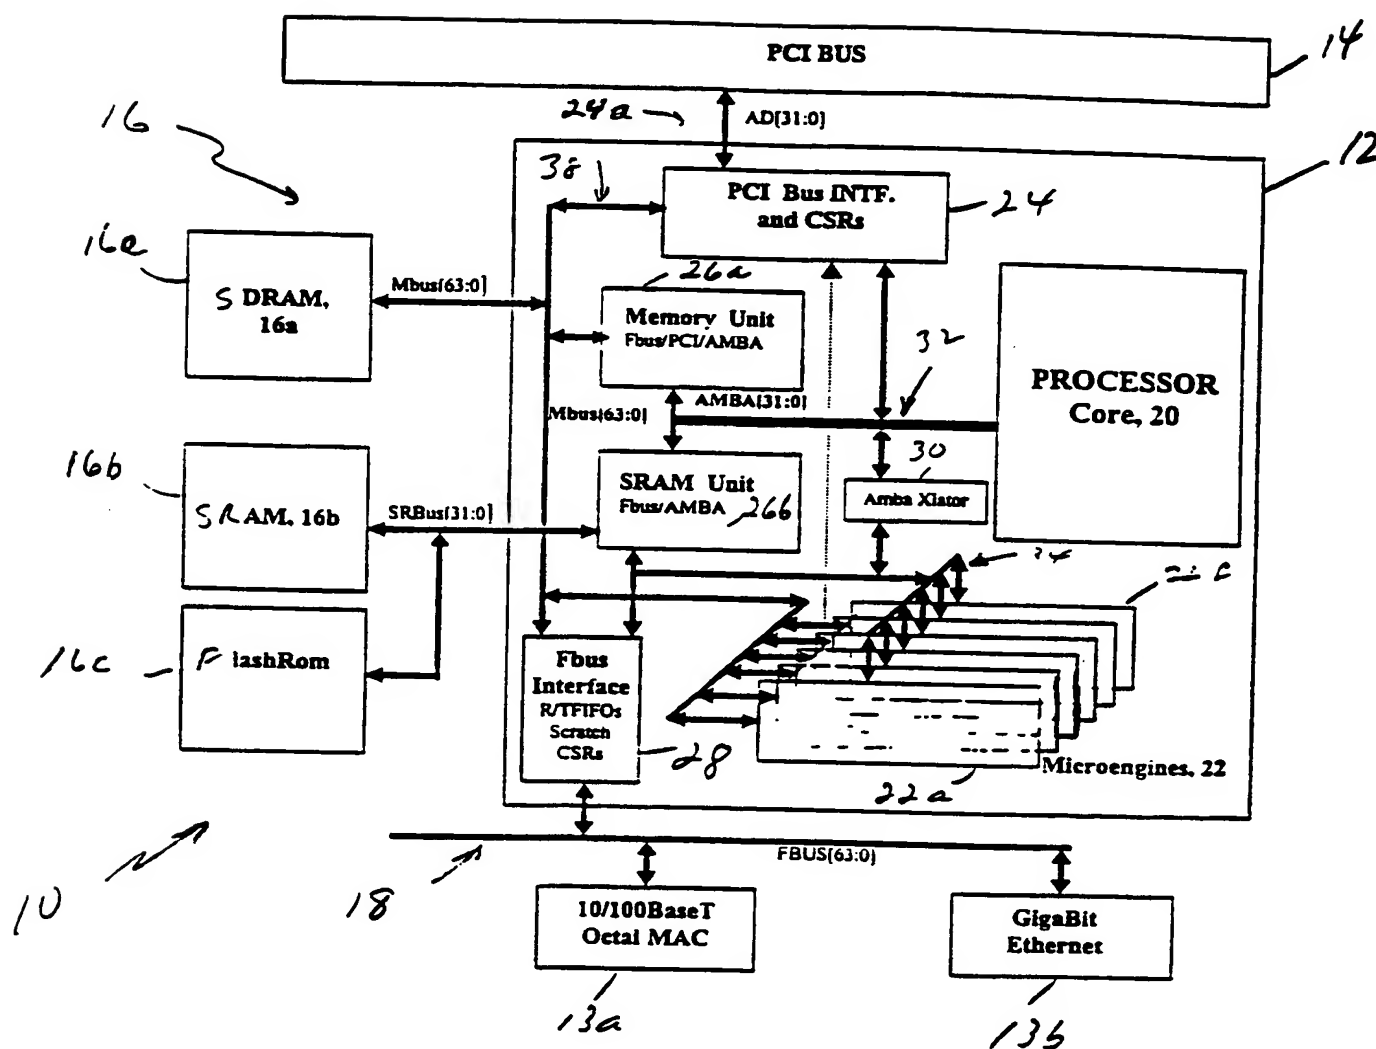 PCI BUS
14
24a
AD[31:0]
16
12
38
PCI Bus INTF.
and CSRs
24
16a
26a
S DRAM,
16a
Mbus[63:0]
Memory Unit
Fbus/PCI/AMBA
32
PROCESSOR
Core, 20
Mbus[63:0]
AMBA[31:0]
30
16b
SRAM, 16b
SRBus[31:0]
SRAM Unit
Fbus/AMBA
26b
Amba Xlator
34
16c
FlashRom
Fbus
Interface
R/TFIFOs
Scratch
CSRs
28
Microengines, 22
22a
10
18
FBUS[63:0]
10/100BaseT
Octal MAC
GigaBit
Ethernet
13a
13b